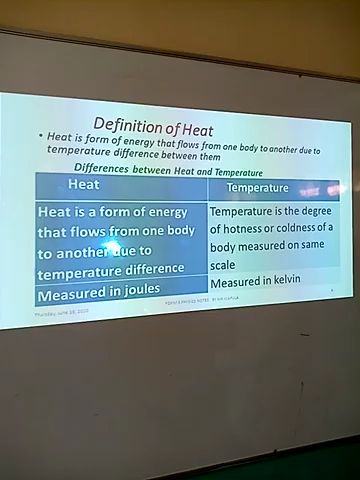 Definition of Heat
• Heat is form of energy that flows from one body to another due to
temperature difference between them
Differences between Heat and Temperature
Heat
Temperature
Heat is a form of energy
that flows from one body
to another due to
temperature difference
Temperature is the degree
of hotness or coldness of a
body measured on same
scale
Measured in joules
Measured in kelvin
Thursday, June 25, 2020
NOTES BY MR